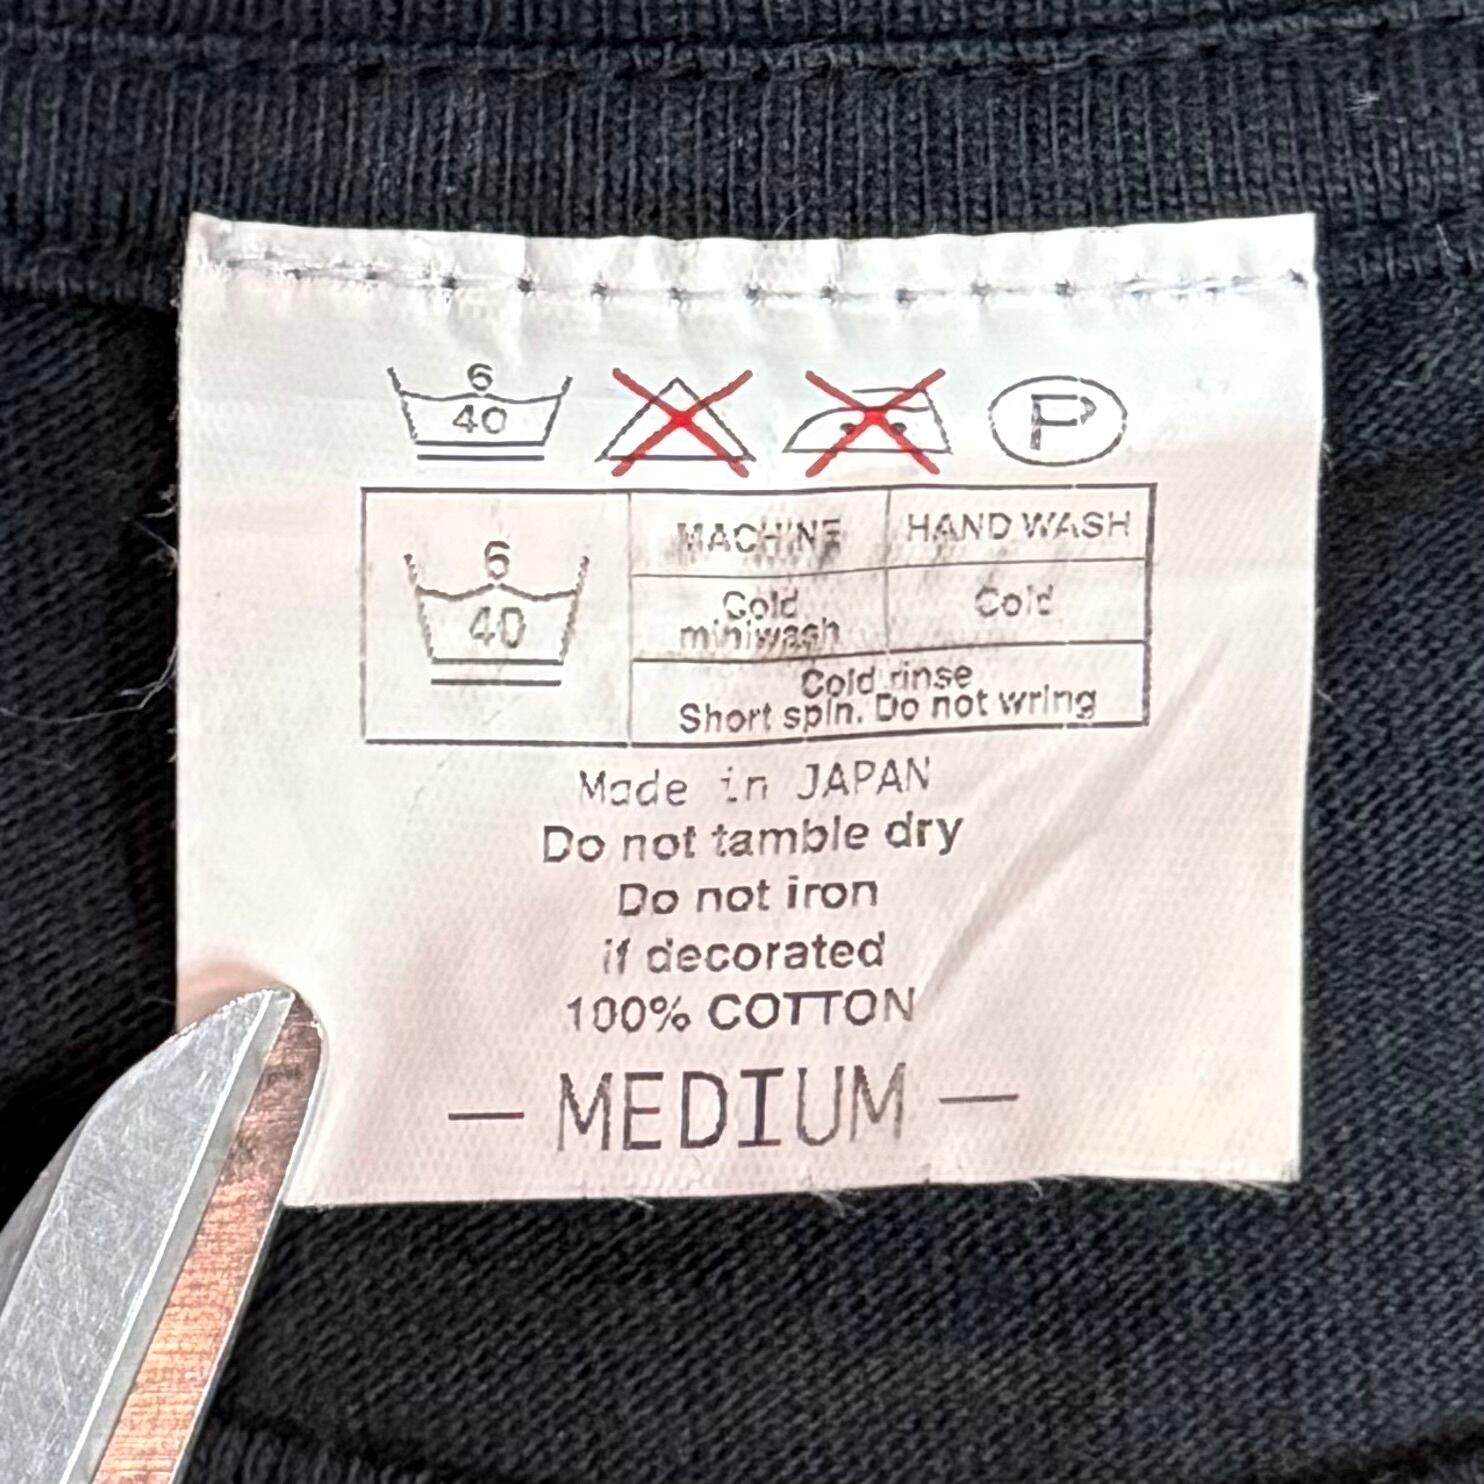 6
40
P
6
40
MACHINE HAND WASH
Cold
miniwash
Cold
Cold rinse
Short spin. Do not wring
Made in JAPAN
Do not tamble dry
Do not iron
if decorated
100% COTTON
— MEDIUM —